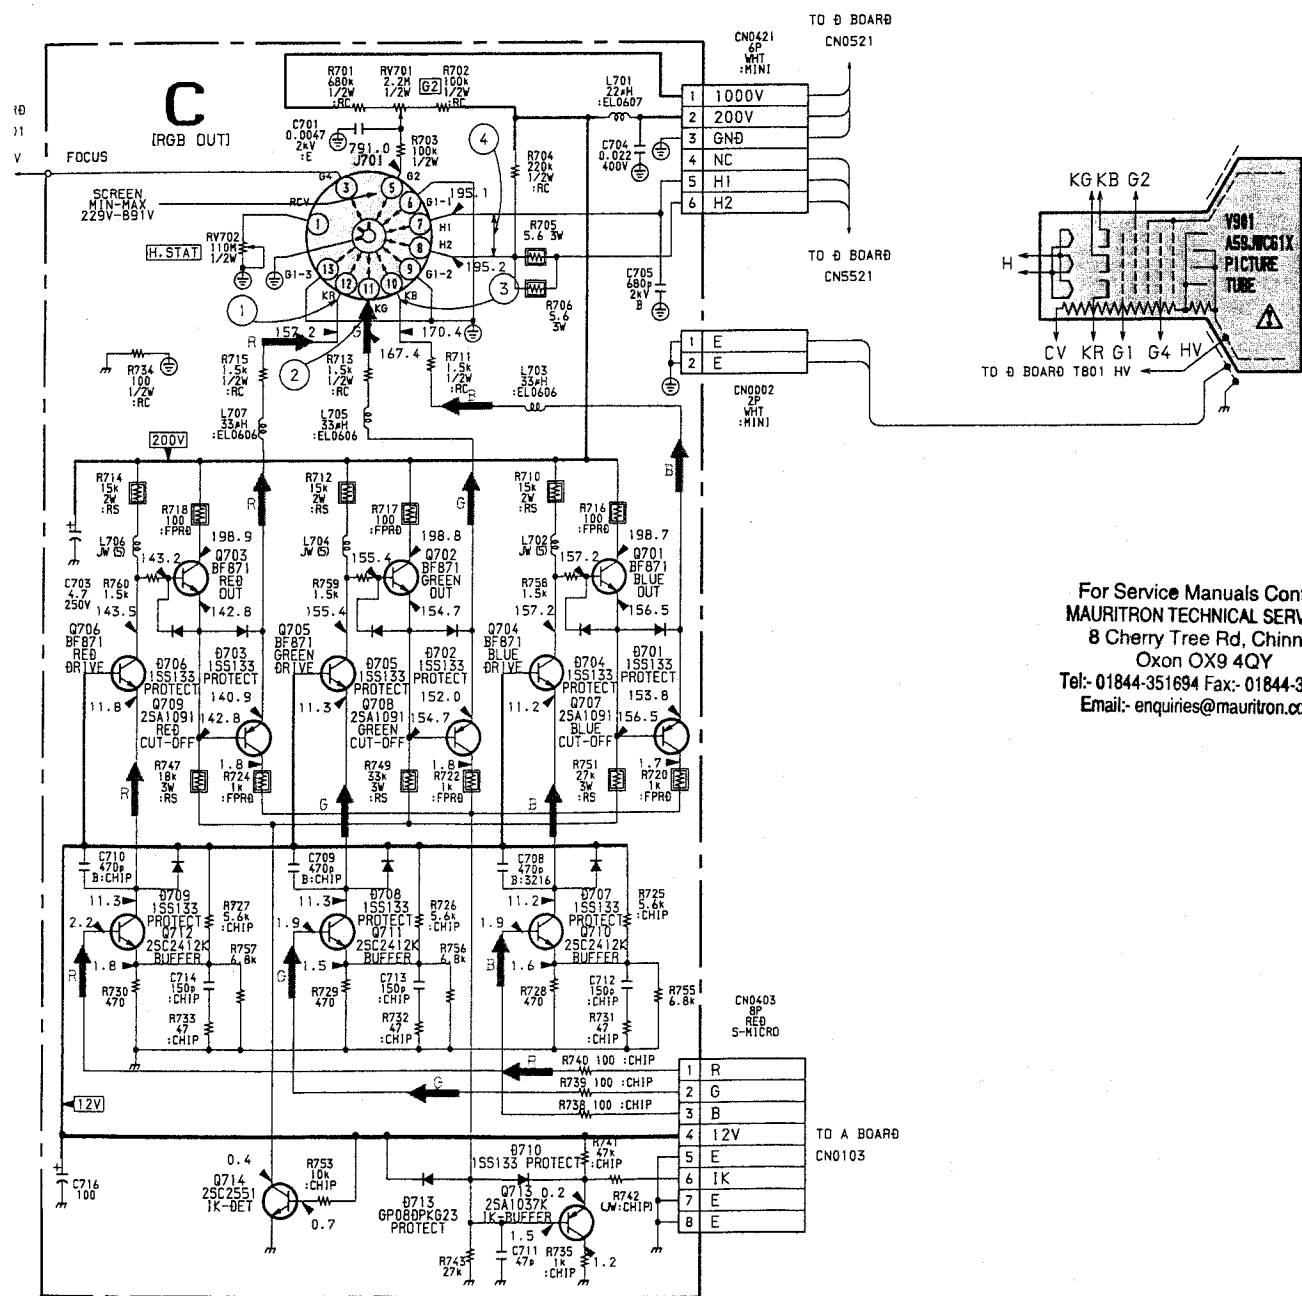 TO D BOARD
CN0521
CN0421
6P
WHT
:MINI
1 1000V
2 200V
3 GND
4 NC
5 H1
6 H2
TO D BOARD
CN5521
C
[RGB OUT]
FOCUS
SCREEN
MIN-MAX
229V-891V
R701
680k
1/2W
:RC
RV701
2.2M
1/2W
G2
R702
100k
1/2W
:RC
C701
0.0047
2kV
:E
791.0
J701
R703
100k
1/2W
4
L701
22μH
:EL0607
C704
0.022
400V
R704
220k
1/2W
:RC
G4
3
5
G2
6
G1-1
195.1
7
H1
8
H2
195.2
9
G1-2
10
KB
11
KG
12
KR
13
G1-3
1
RCV
RV702
110M
1/2W
H.STAT
R705
5.6 3W
R706
5.6
3W
C705
680p
2kV
B
1
2
3
157.2
R
G
170.4
167.4
R734
100
1/2W
:RC
R715
1.5k
1/2W
:RC
R713
1.5k
1/2W
:RC
R711
1.5k
1/2W
:RC
L703
33μH
:EL0606
B
L707
33μH
:EL0606
L705
33μH
:EL0606
1 E
2 E
CN0002
2P
WHT
:MINI
KG KB G2
H
V901
A59JWC61X
PICTURE
TUBE
CV KR G1 G4 HV
TO D BOARD T801 HV
200V
R714
15k
2W
:RS
R718
100
:FPRD
R
R712
15k
2W
:RS
R717
100
:FPRD
G
R710
15k
2W
:RS
R716
100
:FPRD
B
L706
JW(5)
143.2
198.9
Q703
BF871
RED
OUT
L704
JW(5)
155.4
198.8
Q702
BF871
GREEN
OUT
L702
JW(5)
157.2
198.7
Q701
BF871
BLUE
OUT
C703
4.7
250V
R760
1.5k
143.5
142.8
R759
1.5k
155.4
154.7
R758
1.5k
157.2
156.5
Q706
BF871
RED
DRIVE
D706
1SS133
PROTECT
D703
1SS133
PROTECT
Q705
BF871
GREEN
DRIVE
D705
1SS133
PROTECT
D702
1SS133
PROTECT
Q704
BF871
BLUE
DRIVE
D704
1SS133
PROTECT
D701
1SS133
PROTECT
11.8
Q709
2SA1091
RED
CUT-OFF
140.9
142.8
11.3
Q708
2SA1091
GREEN
CUT-OFF
152.0
154.7
11.2
Q707
2SA1091
BLUE
CUT-OFF
153.8
156.5
R747
18k
3W
:RS
1.8
R724
1k
:FPRD
R749
33k
3W
:RS
1.8
R722
1k
:FPRD
R751
27k
3W
:RS
1.7
R720
1k
:FPRD
R
G
B
C710
470p
B:CHIP
C709
470p
B:CHIP
C708
470p
B:3216
11.3
D709
1SS133
PROTECT
R727
5.6k
:CHIP
11.3
D708
1SS133
PROTECT
R726
5.6k
:CHIP
11.2
D707
1SS133
PROTECT
R725
5.6k
:CHIP
2.2
Q712
2SC2412K
BUFFER
R757
6.8k
1.9
Q711
2SC2412K
BUFFER
R756
6.8k
1.9
Q710
2SC2412K
BUFFER
R755
6.8k
R
1.8
C714
150p
:CHIP
G
1.5
C713
150p
:CHIP
B
1.6
C712
150p
:CHIP
R730
470
R733
47
:CHIP
R729
470
R732
47
:CHIP
R728
470
R731
47
:CHIP
CN0403
8P
RED
S-MICRO
R
R740 100 :CHIP
1 R
G
R739 100 :CHIP
2 G
R738 100 :CHIP
3 B
12V
4 12V
TO A BOARD
CN0103
5 E
6 IK
7 E
8 E
C716
100
0.4
Q714
2SC2551
IK-DET
R753
10k
:CHIP
0.7
D710
1SS133 PROTECT
R741
47k
:CHIP
D713
GP08DPKG23
PROTECT
Q713
2SA1037K
IK-BUFFER
0.2
R742
(JW:CHIP)
1.5
R743
27k
C711
47p
R735
1k
:CHIP
1.2
For Service Manuals Con
MAURITRON TECHNICAL SERV
8 Cherry Tree Rd, Chinn
Oxon OX9 4QY
Tel:- 01844-351694 Fax:- 01844-3
Email:- enquiries@mauritron.co